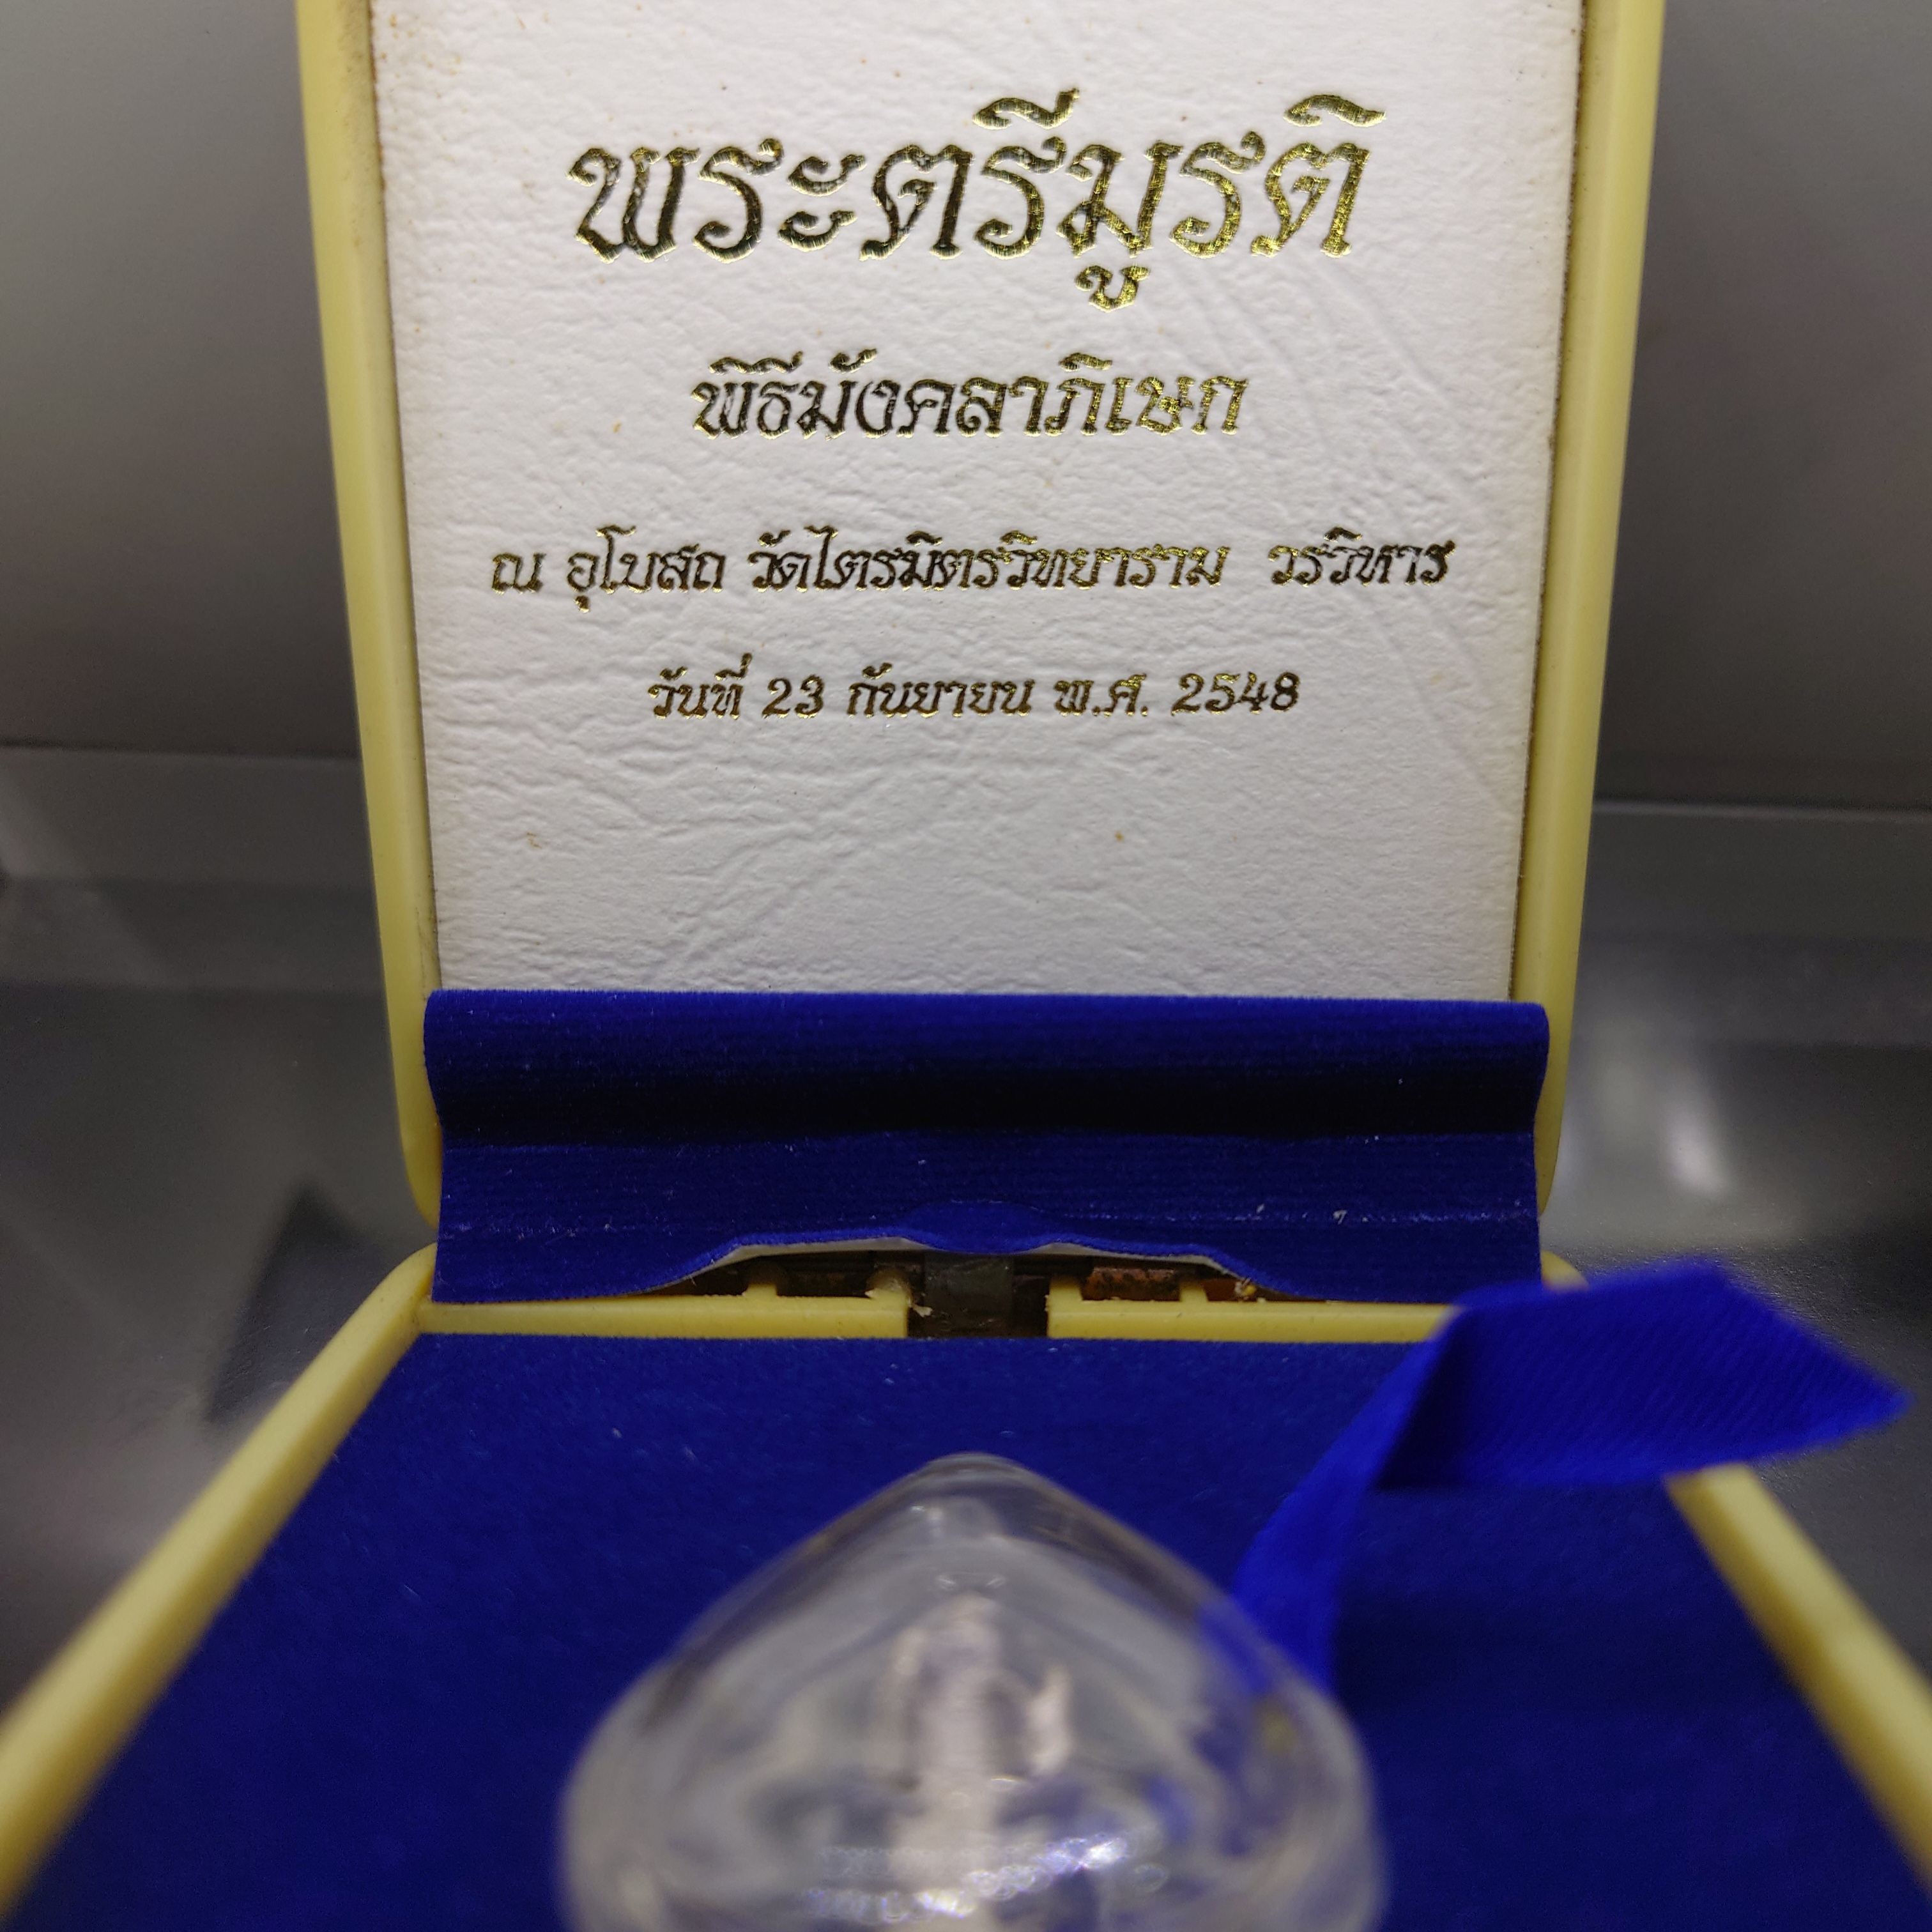 พระตรีมูรติ
พิธีมังคลาภิเษก
ณ อุโบสถ วัดไตรมิตรวิทยาราม วรวิหาร
วันที่ 23 กันยายน พ.ศ. 2548